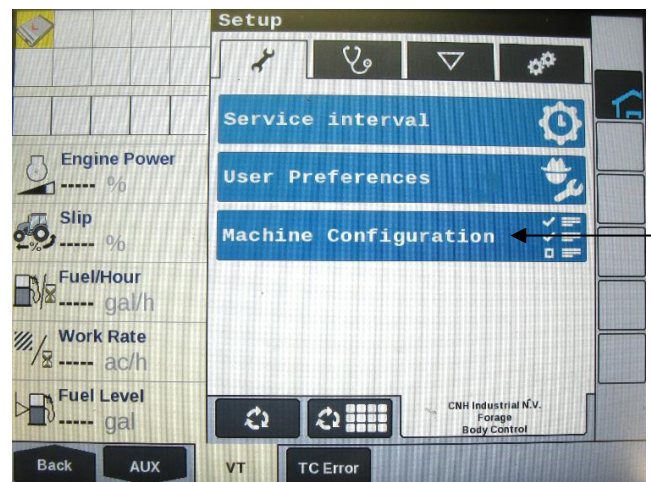 Setup
Service interval
User Preferences
Machine Configuration
Engine Power
----- %
Slip
----- %
Fuel/Hour
----- gal/h
Work Rate
----- ac/h
Fuel Level
----- gal
CNH Industrial N.V.
Forage
Body Control
Back
AUX
VT
TC Error